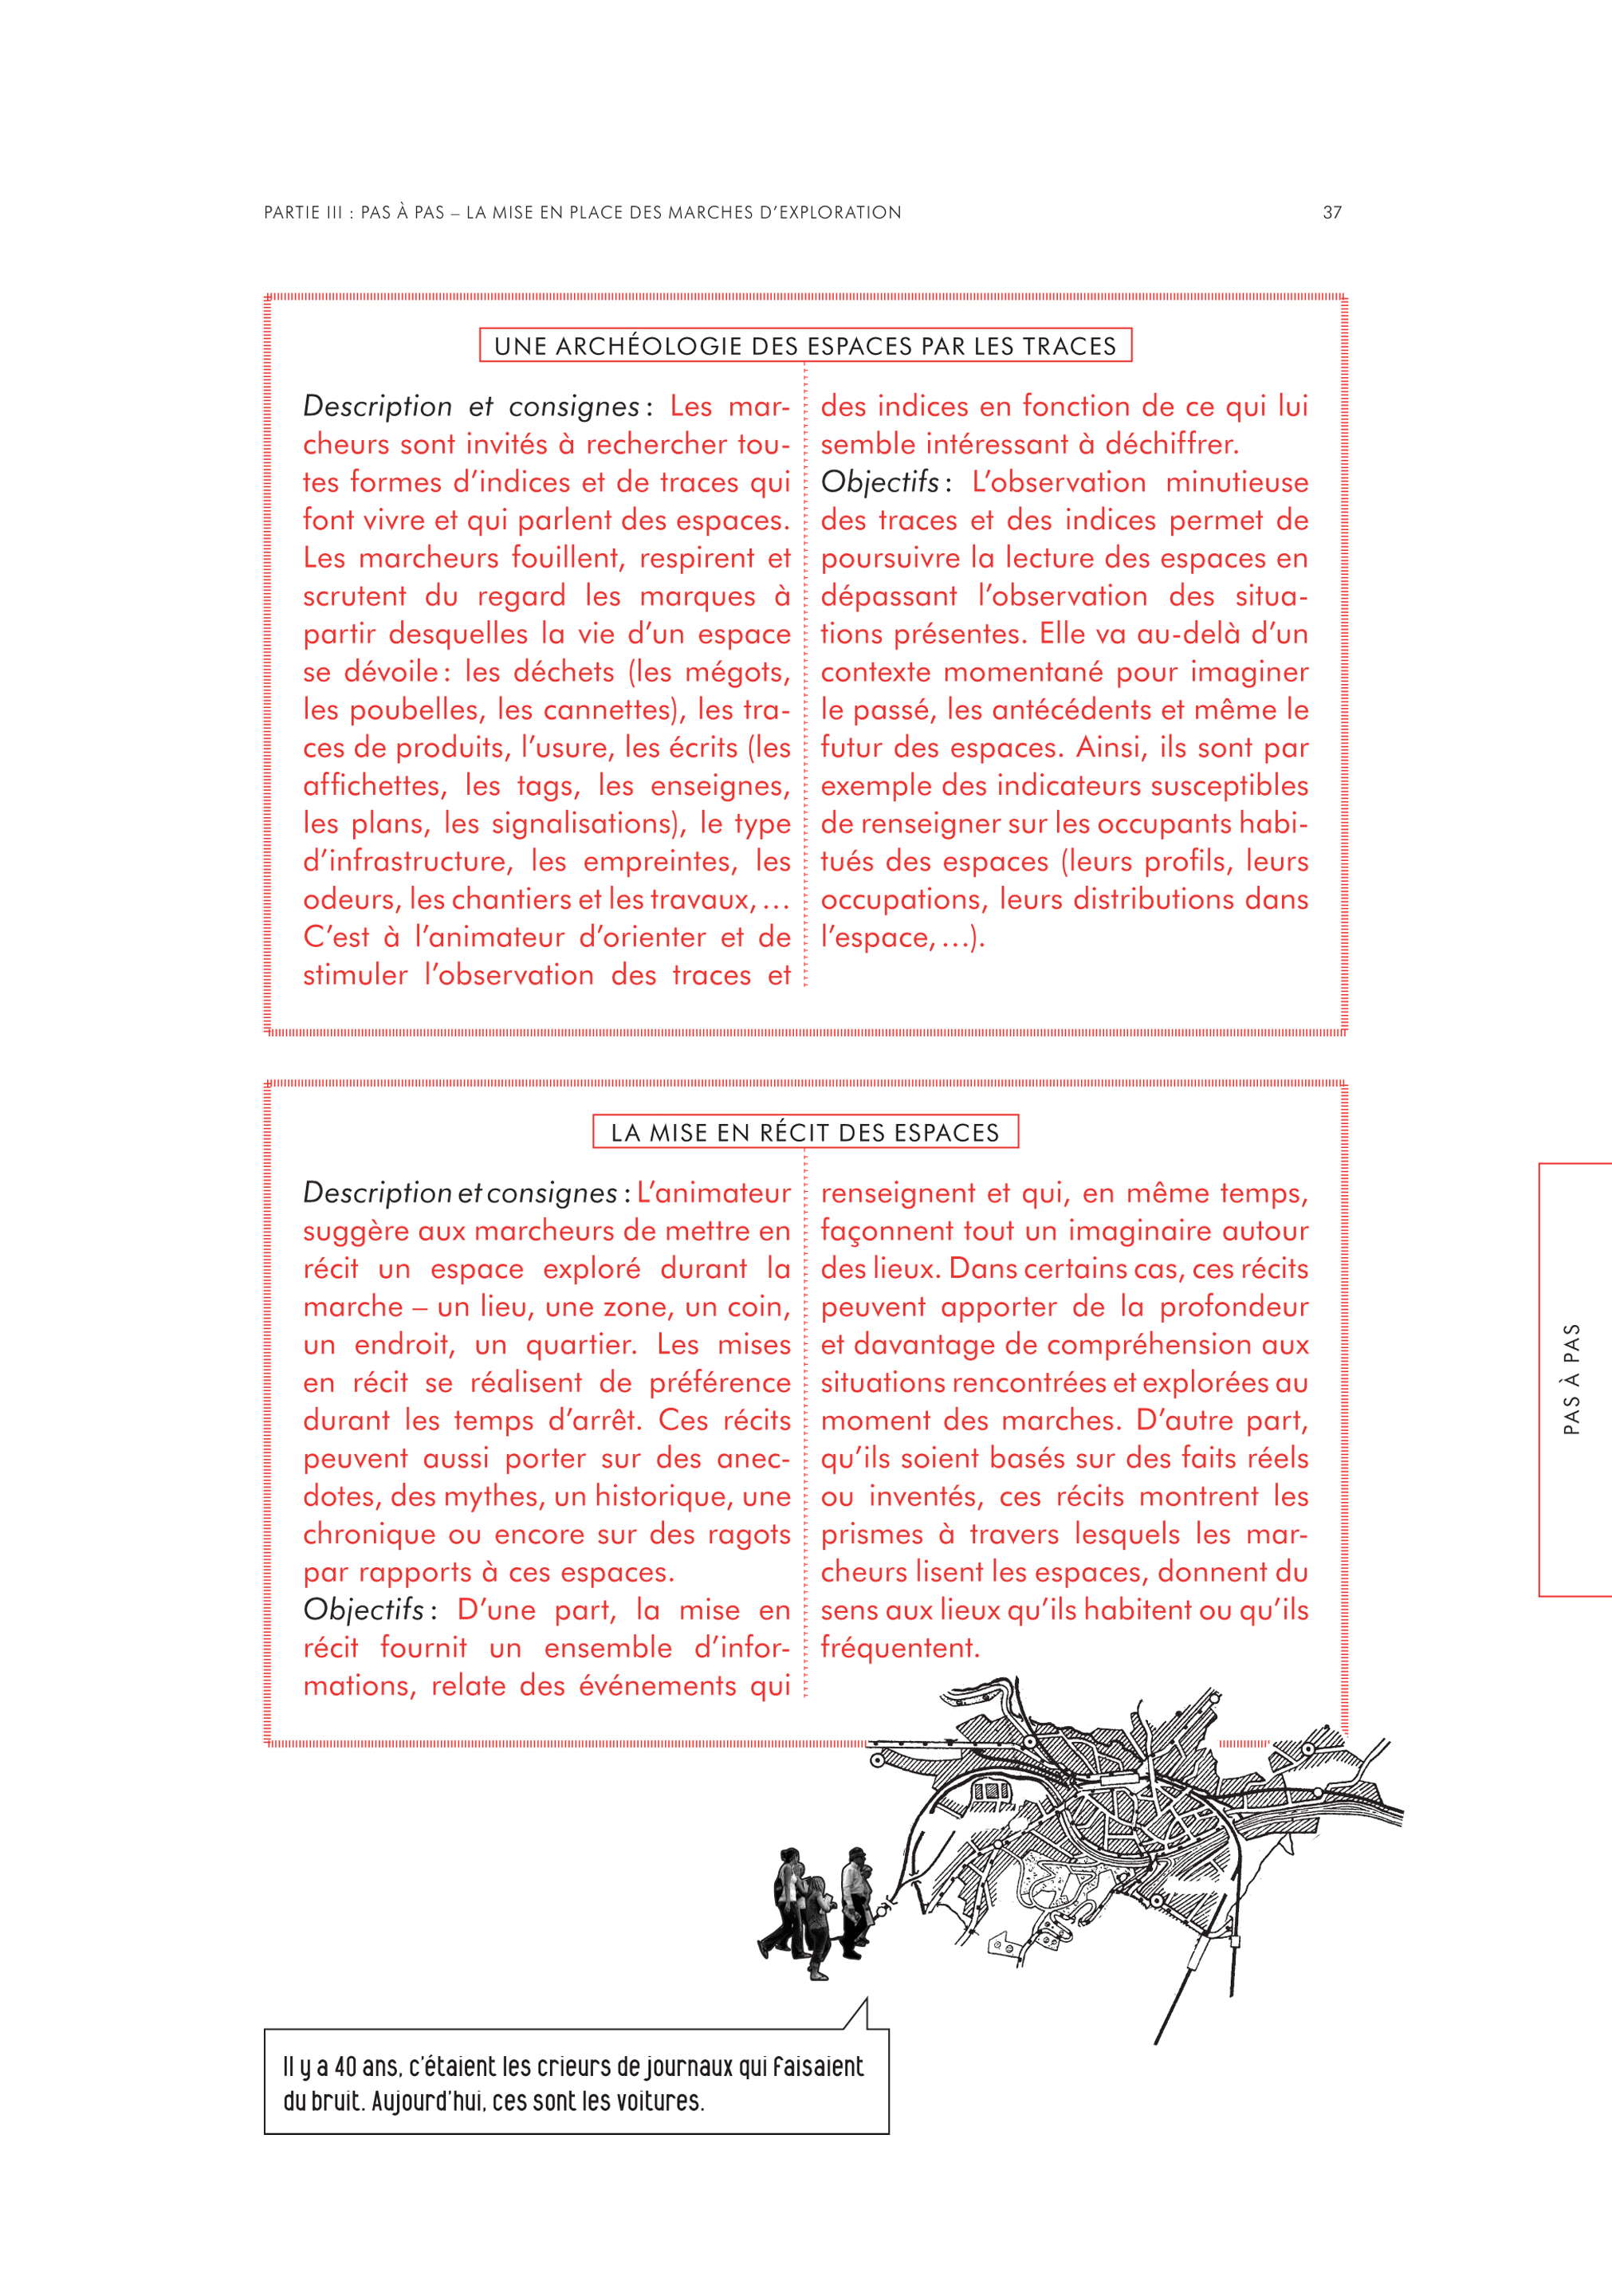 PARTIE III : PAS À PAS – LA MISE EN PLACE DES MARCHES D’EXPLORATION
37
UNE ARCHÉOLOGIE DES ESPACES PAR LES TRACES
Description et consignes : Les mar-
cheurs sont invités à rechercher tou-
tes formes d’indices et de traces qui
font vivre et qui parlent des espaces.
Les marcheurs fouillent, respirent et
scrutent du regard les marques à
partir desquelles la vie d’un espace
se dévoile : les déchets (les mégots,
les poubelles, les cannettes), les tra-
ces de produits, l’usure, les écrits (les
affichettes, les tags, les enseignes,
les plans, les signalisations), le type
d’infrastructure, les empreintes, les
odeurs, les chantiers et les travaux, …
C’est à l’animateur d’orienter et de
stimuler l’observation des traces et
des indices en fonction de ce qui lui
semble intéressant à déchiffrer.
Objectifs : L’observation minutieuse
des traces et des indices permet de
poursuivre la lecture des espaces en
dépassant l’observation des situa-
tions présentes. Elle va au-delà d’un
contexte momentané pour imaginer
le passé, les antécédents et même le
futur des espaces. Ainsi, ils sont par
exemple des indicateurs susceptibles
de renseigner sur les occupants habi-
tués des espaces (leurs profils, leurs
occupations, leurs distributions dans
l’espace, …).
LA MISE EN RÉCIT DES ESPACES
Description et consignes : L’animateur
suggère aux marcheurs de mettre en
récit un espace exploré durant la
marche – un lieu, une zone, un coin,
un endroit, un quartier. Les mises
en récit se réalisent de préférence
durant les temps d’arrêt. Ces récits
peuvent aussi porter sur des anec-
dotes, des mythes, un historique, une
chronique ou encore sur des ragots
par rapports à ces espaces.
Objectifs : D’une part, la mise en
récit fournit un ensemble d’infor-
mations, relate des événements qui
renseignent et qui, en même temps,
façonnent tout un imaginaire autour
des lieux. Dans certains cas, ces récits
peuvent apporter de la profondeur
et davantage de compréhension aux
situations rencontrées et explorées au
moment des marches. D’autre part,
qu’ils soient basés sur des faits réels
ou inventés, ces récits montrent les
prismes à travers lesquels les mar-
cheurs lisent les espaces, donnent du
sens aux lieux qu’ils habitent ou qu’ils
fréquentent.
PAS À PAS
Il y a 40 ans, c’étaient les crieurs de journaux qui faisaient
du bruit. Aujourd’hui, ces sont les voitures.